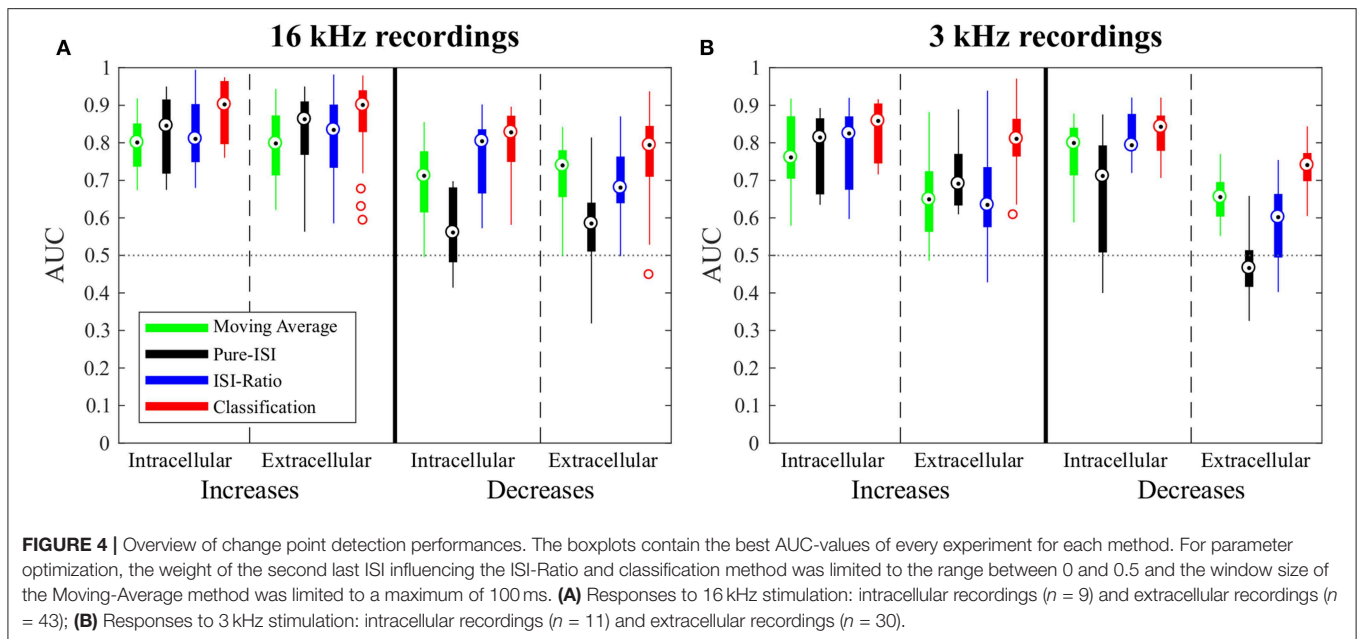 A
16 kHz recordings
B
3 kHz recordings
AUC
1
0.9
0.8
0.7
0.6
0.5
0.4
0.3
0.2
0.1
0
Moving Average
Pure-ISI
ISI-Ratio
Classification
Intracellular Extracellular Intracellular Extracellular
Increases Decreases
AUC
1
0.9
0.8
0.7
0.6
0.5
0.4
0.3
0.2
0.1
0
Intracellular Extracellular Intracellular Extracellular
Increases Decreases
FIGURE 4 | Overview of change point detection performances. The boxplots contain the best AUC-values of every experiment for each method. For parameter
optimization, the weight of the second last ISI influencing the ISI-Ratio and classification method was limited to the range between 0 and 0.5 and the window size of
the Moving-Average method was limited to a maximum of 100 ms. (A) Responses to 16 kHz stimulation: intracellular recordings (n = 9) and extracellular recordings (n
= 43); (B) Responses to 3 kHz stimulation: intracellular recordings (n = 11) and extracellular recordings (n = 30).